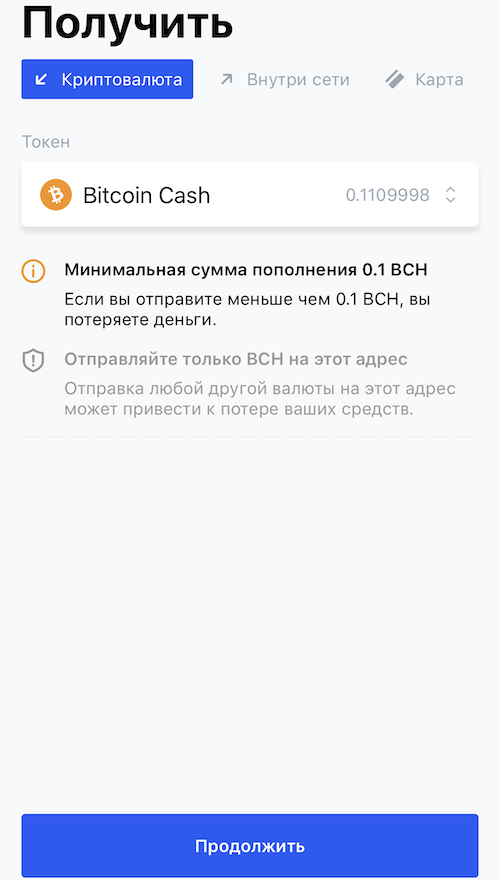 Получить
Криптовалюта Внутри сети Карта
Токен
Bitcoin Cash 0.1109998
Минимальная сумма пополнения 0.1 BCH
Если вы отправите меньше чем 0.1 BCH, вы
потеряете деньги.
Отправляйте только BCH на этот адрес
Отправка любой другой валюты на этот адрес
может привести к потере ваших средств.
Продолжить